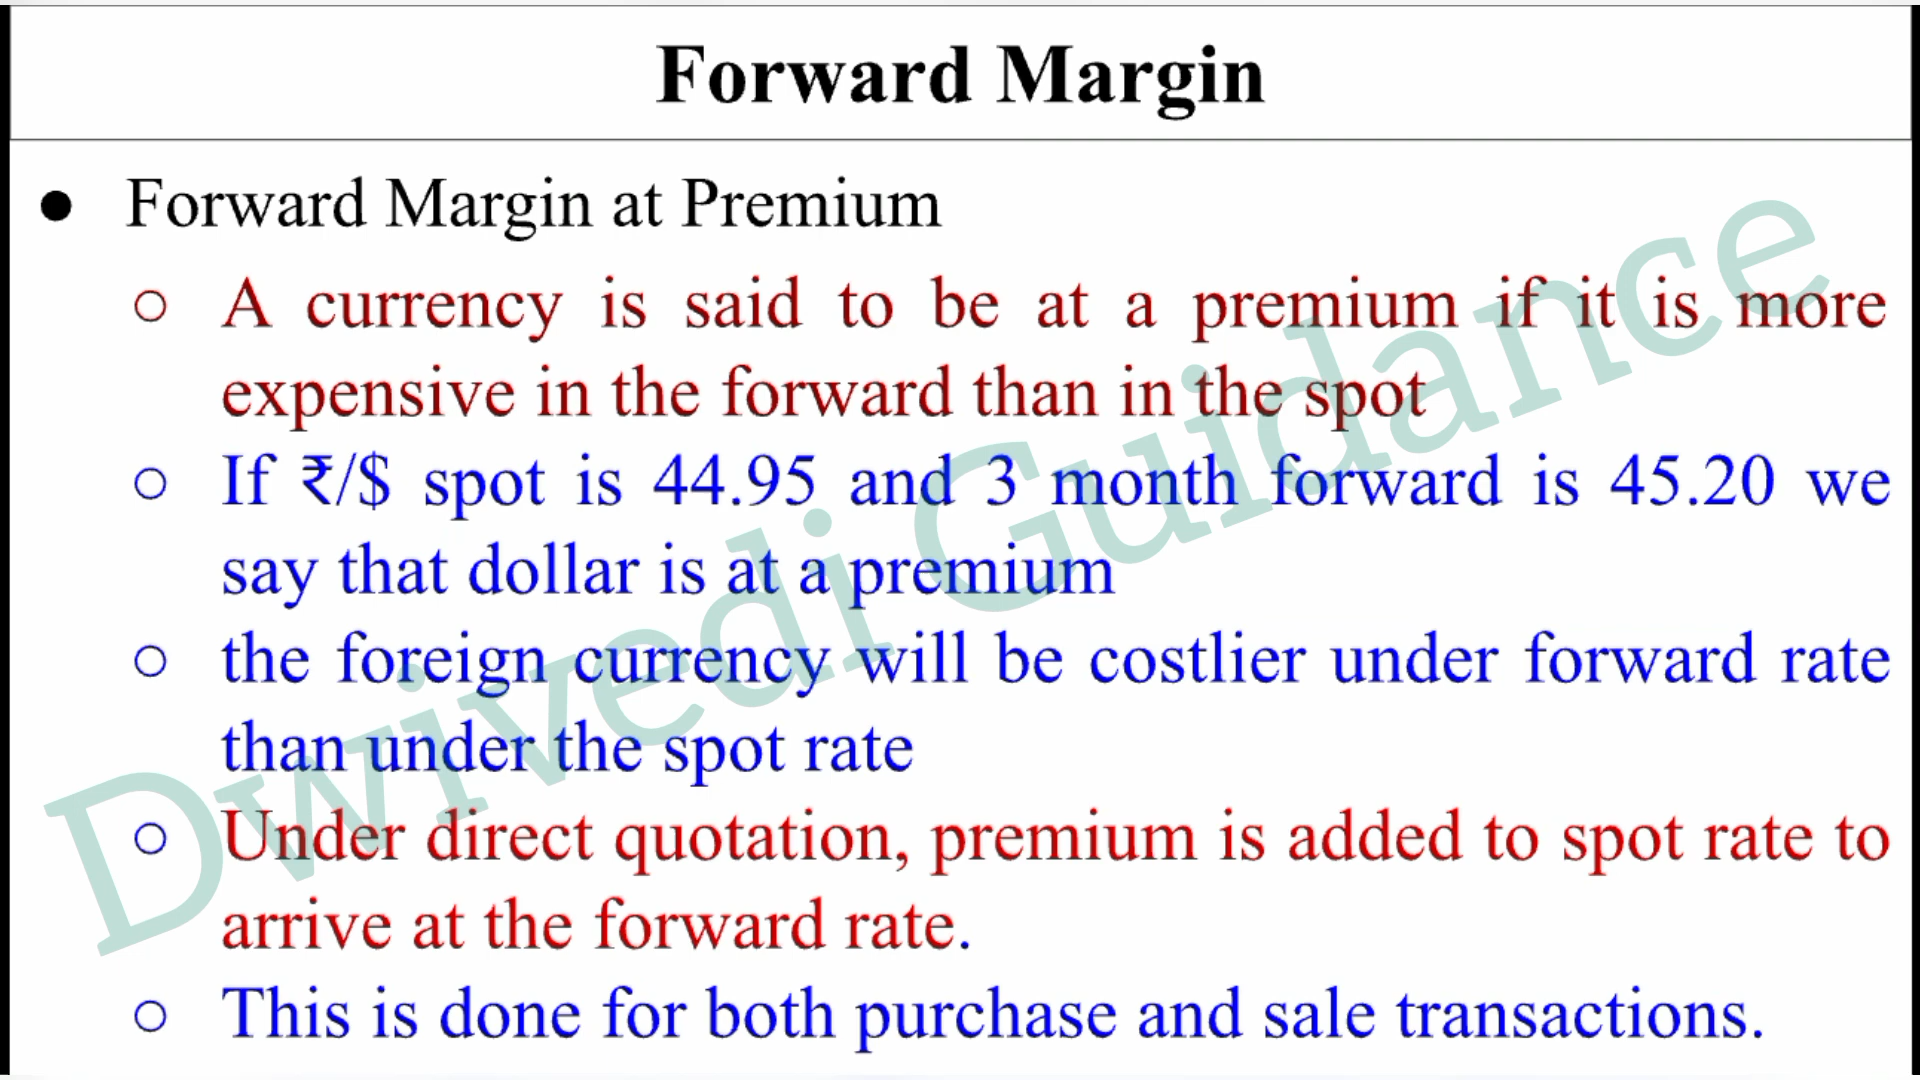 Forward Margin
● Forward Margin at Premium
○ A currency is said to be at a premium if it is more
expensive in the forward than in the spot
○ If ₹/$ spot is 44.95 and 3 month forward is 45.20 we
say that dollar is at a premium
○ the foreign currency will be costlier under forward rate
than under the spot rate
○ Under direct quotation, premium is added to spot rate to
arrive at the forward rate.
○ This is done for both purchase and sale transactions.
Dwivedi Guidance